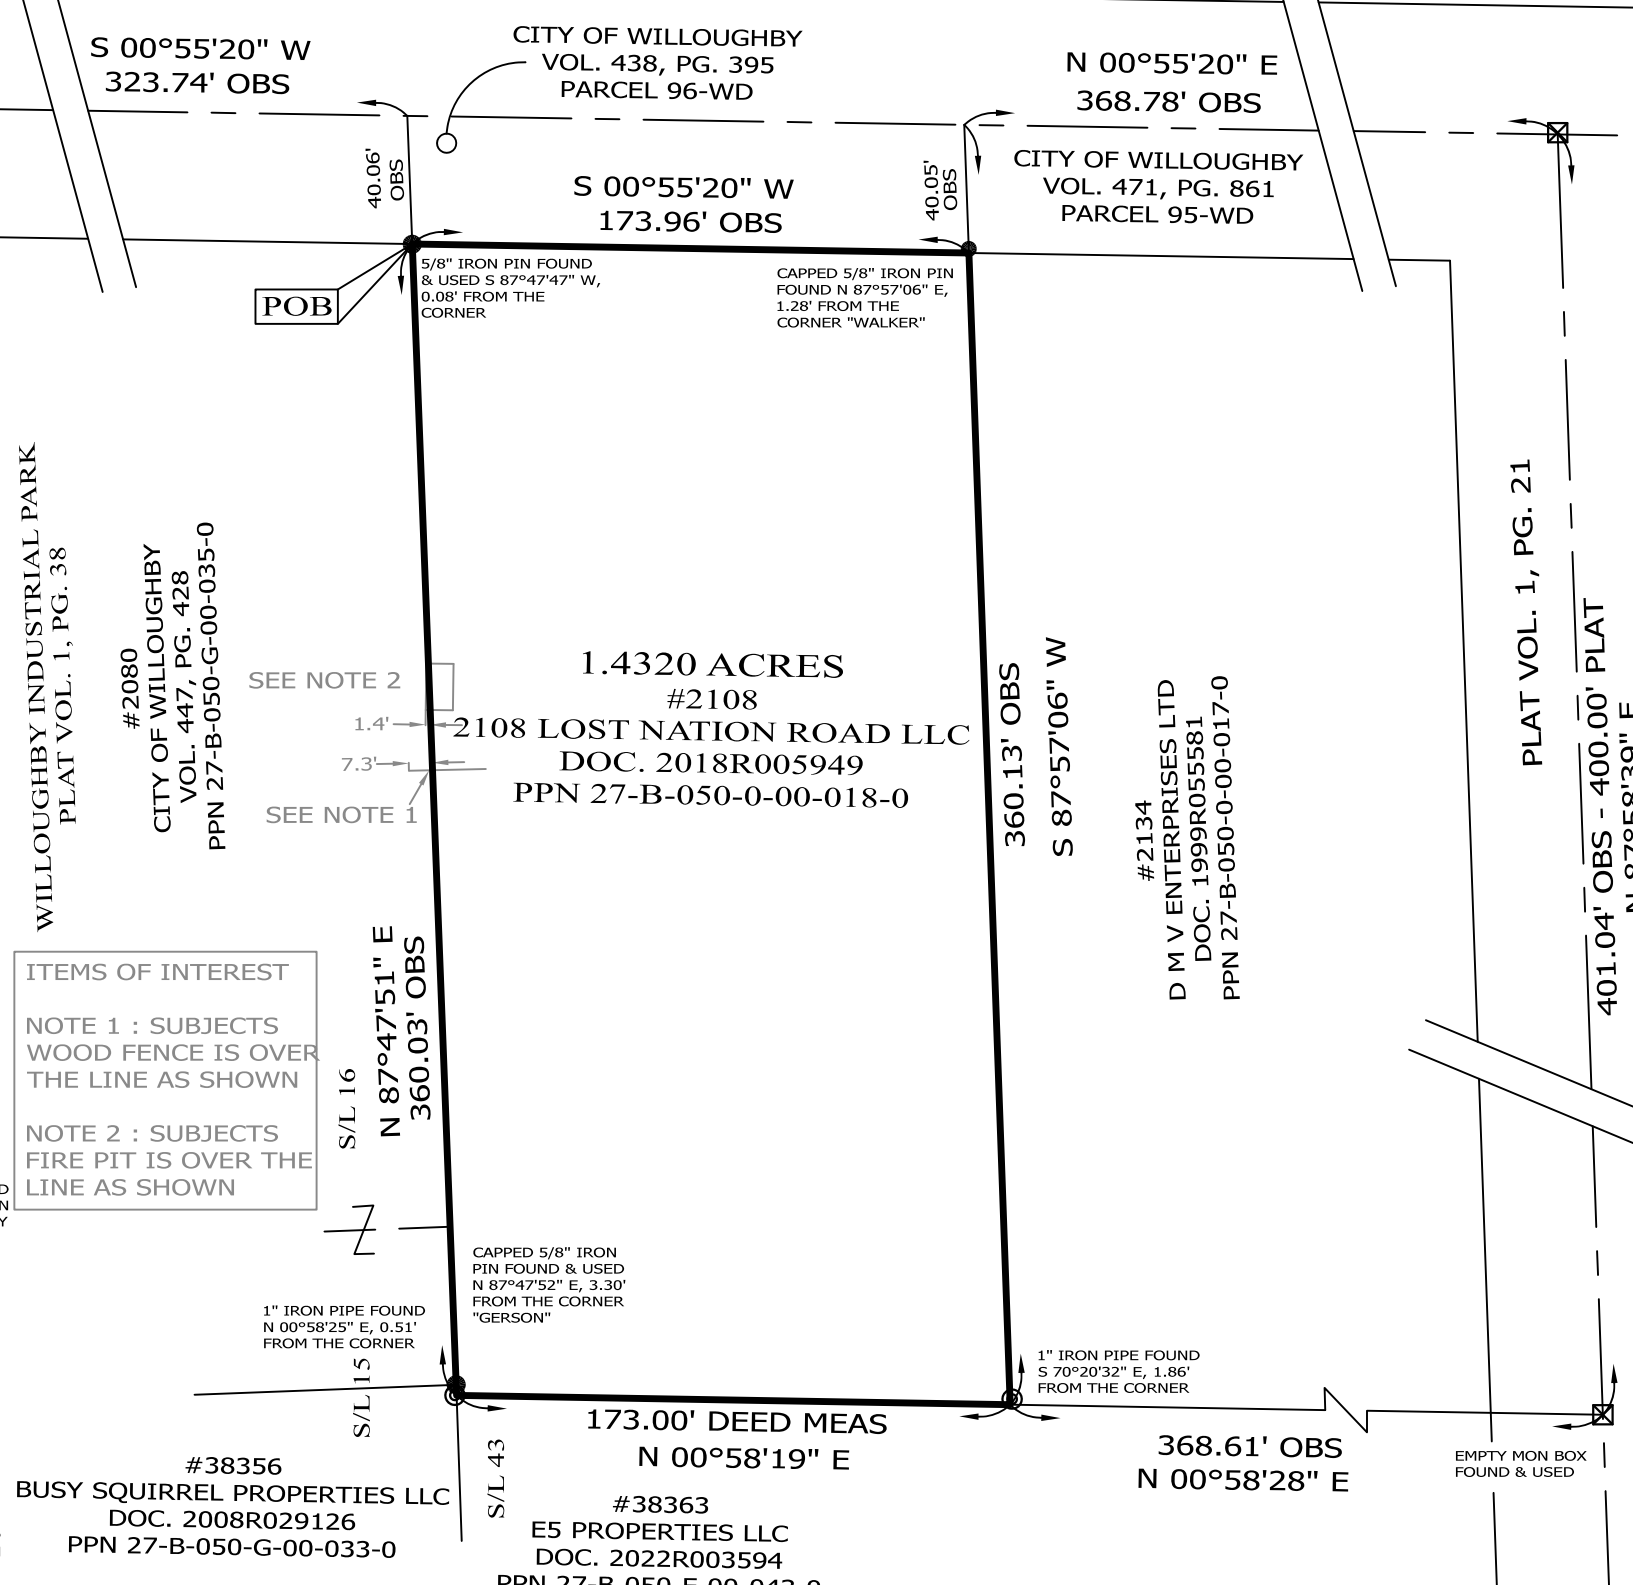 S 00°55'20" W
323.74' OBS
CITY OF WILLOUGHBY
VOL. 438, PG. 395
PARCEL 96-WD
N 00°55'20" E
368.78' OBS
40.06'
OBS
S 00°55'20" W
173.96' OBS
40.05'
OBS
CITY OF WILLOUGHBY
VOL. 471, PG. 861
PARCEL 95-WD
POB
5/8" IRON PIN FOUND
& USED S 87°47'47" W,
0.08' FROM THE
CORNER
CAPPED 5/8" IRON PIN
FOUND N 87°57'06" E,
1.28' FROM THE
CORNER "WALKER"
WILLOUGHBY INDUSTRIAL PARK
PLAT VOL. 1, PG. 38
#2080
CITY OF WILLOUGHBY
VOL. 447, PG. 428
PPN 27-B-050-G-00-035-0
SEE NOTE 2
1.4'
7.3'
SEE NOTE 1
1.4320 ACRES
#2108
2108 LOST NATION ROAD LLC
DOC. 2018R005949
PPN 27-B-050-0-00-018-0
360.13' OBS
S 87°57'06" W
#2134
D M V ENTERPRISES LTD
DOC. 1999R055581
PPN 27-B-050-0-00-017-0
PLAT VOL. 1, PG. 21
401.04' OBS - 400.00' PLAT
N 87°58'39" E
N 87°47'51" E
360.03' OBS
ITEMS OF INTEREST
NOTE 1 : SUBJECTS
WOOD FENCE IS OVER
THE LINE AS SHOWN
NOTE 2 : SUBJECTS
FIRE PIT IS OVER THE
LINE AS SHOWN
D
N
Y
S/L 16
S/L 15
CAPPED 5/8" IRON
PIN FOUND & USED
N 87°47'52" E, 3.30'
FROM THE CORNER
"GERSON"
1" IRON PIPE FOUND
N 00°58'25" E, 0.51'
FROM THE CORNER
1" IRON PIPE FOUND
S 70°20'32" E, 1.86'
FROM THE CORNER
173.00' DEED MEAS
N 00°58'19" E
368.61' OBS
N 00°58'28" E
EMPTY MON BOX
FOUND & USED
S/L 43
#38356
BUSY SQUIRREL PROPERTIES LLC
DOC. 2008R029126
PPN 27-B-050-G-00-033-0
#38363
E5 PROPERTIES LLC
DOC. 2022R003594
PPN 27-B-050-F-00-043-0